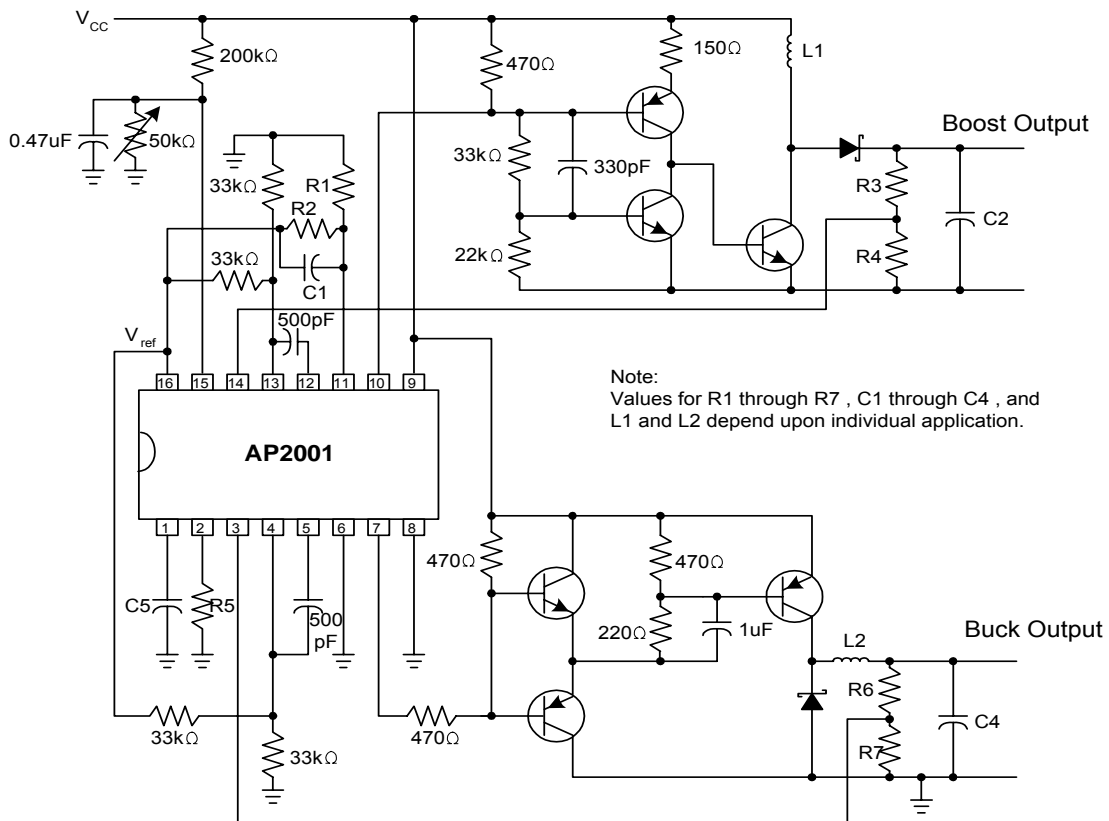 VCC
200kΩ
470Ω
150Ω
L1
0.47uF
50kΩ
Boost Output
33kΩ
R1
33kΩ
330pF
R3
R2
C2
22kΩ
R4
33kΩ
C1
500pF
Vref
Note:
Values for R1 through R7 , C1 through C4 , and
L1 and L2 depend upon individual application.
16 15 14 13 12 11 10 9
AP2001
1 2 3 4 5 6 7 8
470Ω
470Ω
C5
R5
500
pF
220Ω
1uF
Buck Output
L2
R6
C4
33kΩ
470Ω
33kΩ
R7